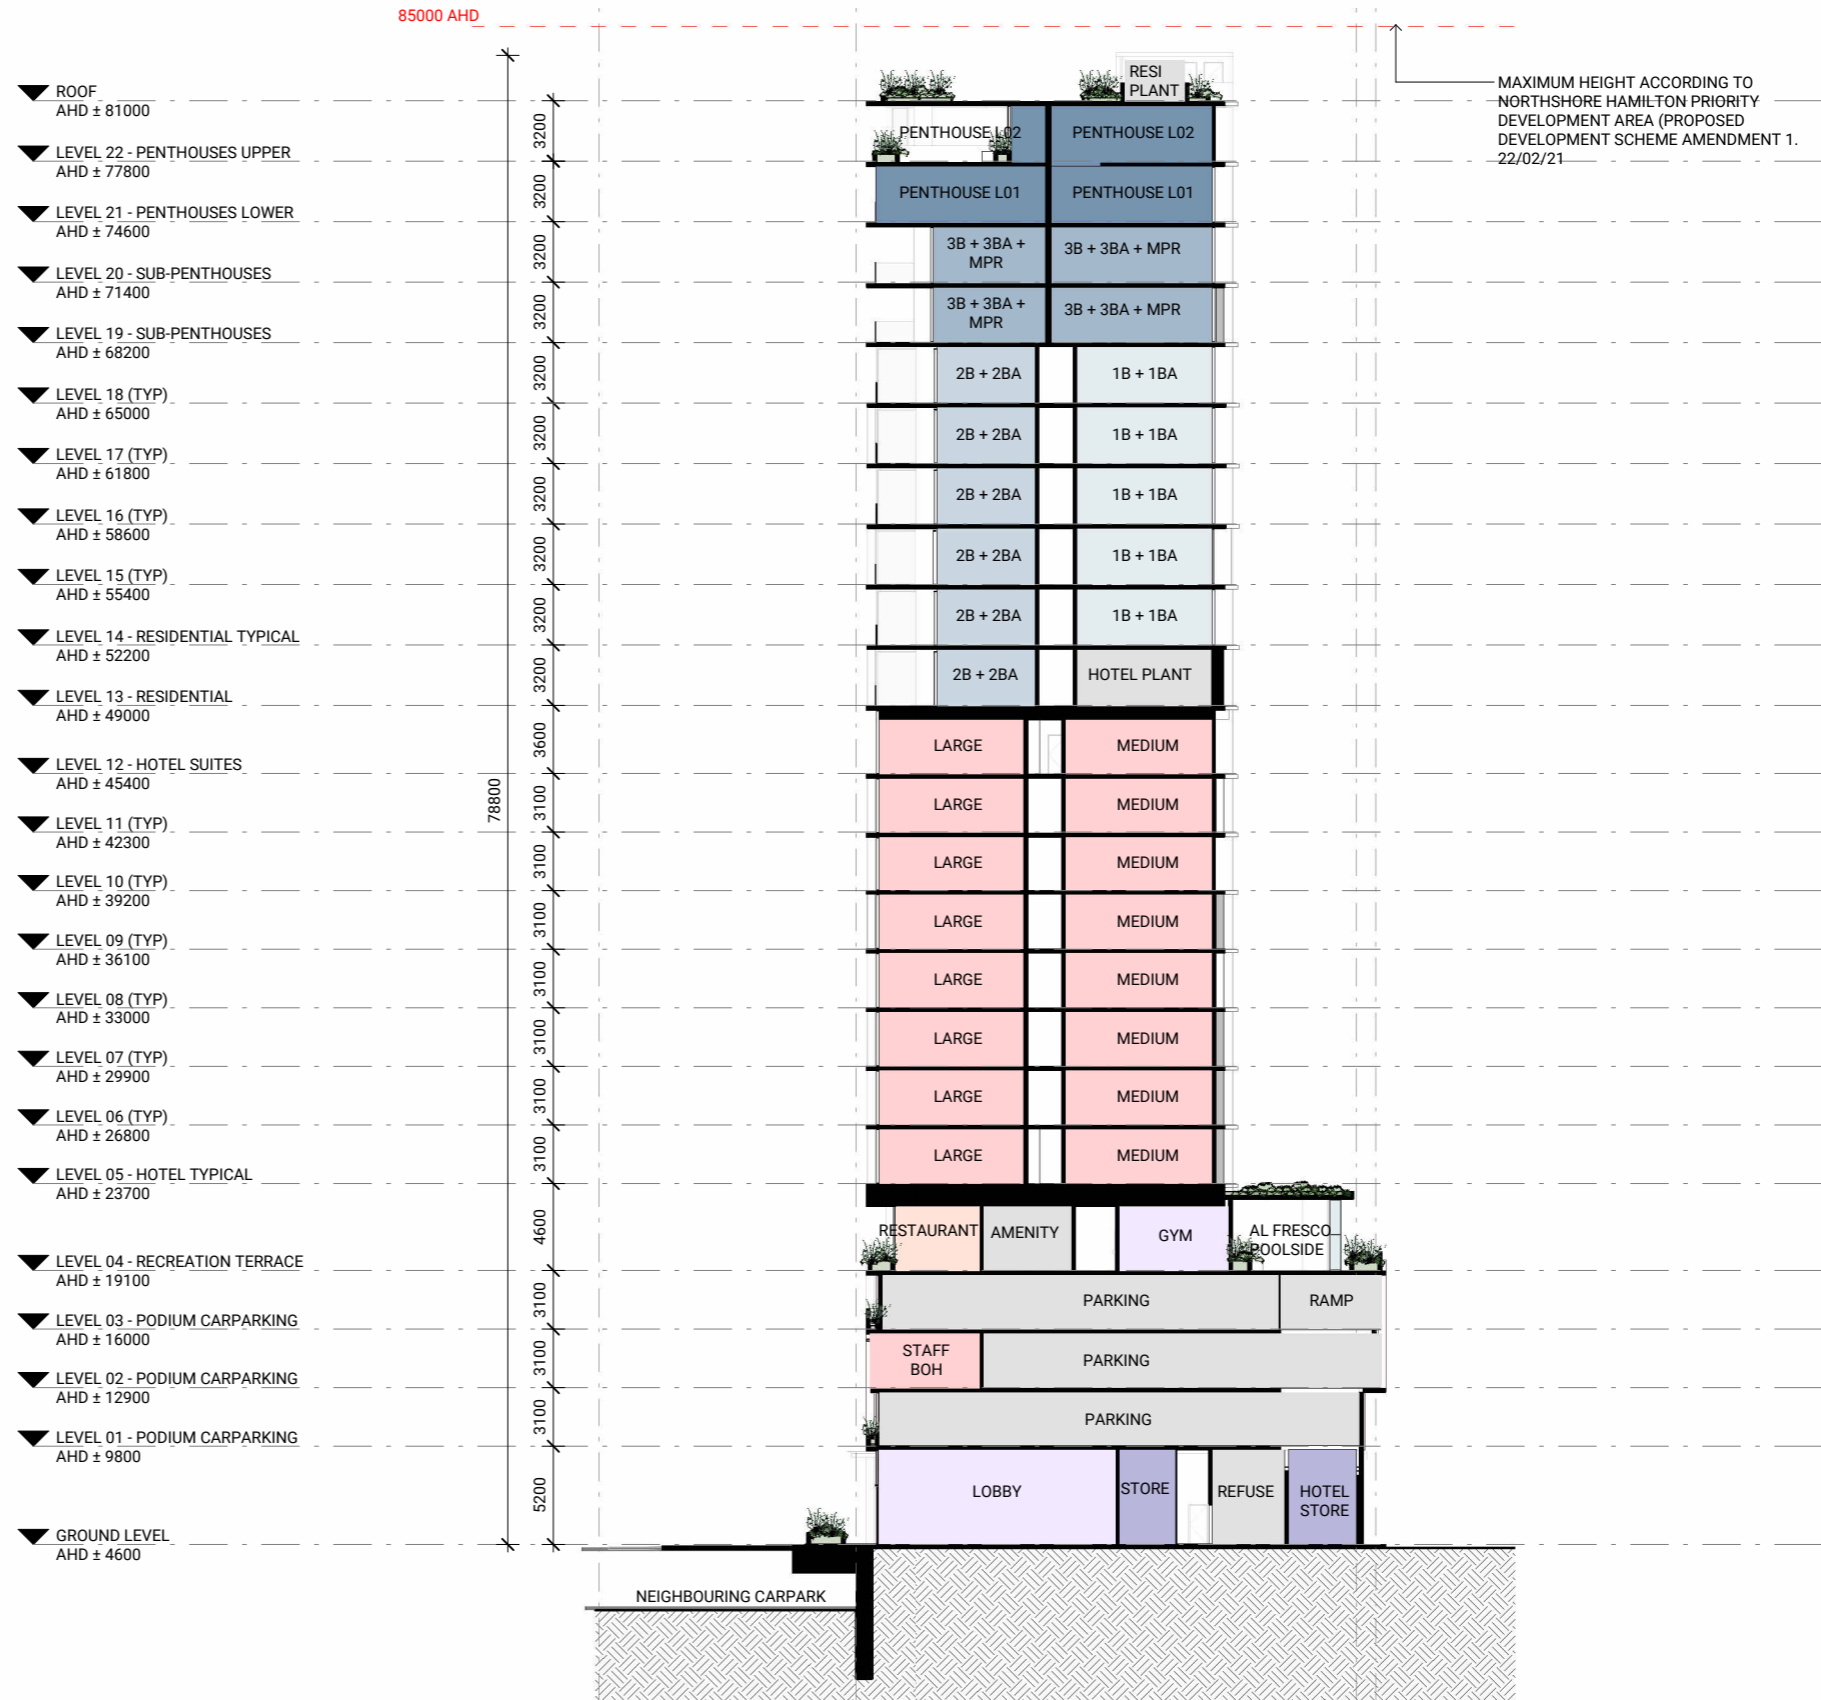 85000 AHD
MAXIMUM HEIGHT ACCORDING TO
NORTHSHORE HAMILTON PRIORITY
DEVELOPMENT AREA (PROPOSED
DEVELOPMENT SCHEME AMENDMENT 1.
22/02/21
RESI
PLANT
ROOF
AHD ± 81000
3200
PENTHOUSE L02
PENTHOUSE L02
LEVEL 22 - PENTHOUSES UPPER
AHD ± 77800
3200
PENTHOUSE L01
PENTHOUSE L01
LEVEL 21 - PENTHOUSES LOWER
AHD ± 74600
3200
3B + 3BA +
MPR
3B + 3BA + MPR
LEVEL 20 - SUB-PENTHOUSES
AHD ± 71400
3200
3B + 3BA +
MPR
3B + 3BA + MPR
LEVEL 19 - SUB-PENTHOUSES
AHD ± 68200
3200
2B + 2BA
1B + 1BA
LEVEL 18 (TYP)
AHD ± 65000
3200
2B + 2BA
1B + 1BA
LEVEL 17 (TYP)
AHD ± 61800
3200
2B + 2BA
1B + 1BA
LEVEL 16 (TYP)
AHD ± 58600
3200
2B + 2BA
1B + 1BA
LEVEL 15 (TYP)
AHD ± 55400
3200
2B + 2BA
1B + 1BA
LEVEL 14 - RESIDENTIAL TYPICAL
AHD ± 52200
3200
2B + 2BA
HOTEL PLANT
LEVEL 13 - RESIDENTIAL
AHD ± 49000
3600
LARGE
MEDIUM
LEVEL 12 - HOTEL SUITES
AHD ± 45400
78800
3100
LARGE
MEDIUM
LEVEL 11 (TYP)
AHD ± 42300
3100
LARGE
MEDIUM
LEVEL 10 (TYP)
AHD ± 39200
3100
LARGE
MEDIUM
LEVEL 09 (TYP)
AHD ± 36100
3100
LARGE
MEDIUM
LEVEL 08 (TYP)
AHD ± 33000
3100
LARGE
MEDIUM
LEVEL 07 (TYP)
AHD ± 29900
3100
LARGE
MEDIUM
LEVEL 06 (TYP)
AHD ± 26800
3100
LARGE
MEDIUM
LEVEL 05 - HOTEL TYPICAL
AHD ± 23700
4600
RESTAURANT
AMENITY
GYM
AL FRESCO
POOLSIDE
LEVEL 04 - RECREATION TERRACE
AHD ± 19100
3100
PARKING
RAMP
LEVEL 03 - PODIUM CARPARKING
AHD ± 16000
3100
STAFF
BOH
PARKING
LEVEL 02 - PODIUM CARPARKING
AHD ± 12900
3100
PARKING
LEVEL 01 - PODIUM CARPARKING
AHD ± 9800
5200
LOBBY
STORE
REFUSE
HOTEL
STORE
GROUND LEVEL
AHD ± 4600
NEIGHBOURING CARPARK